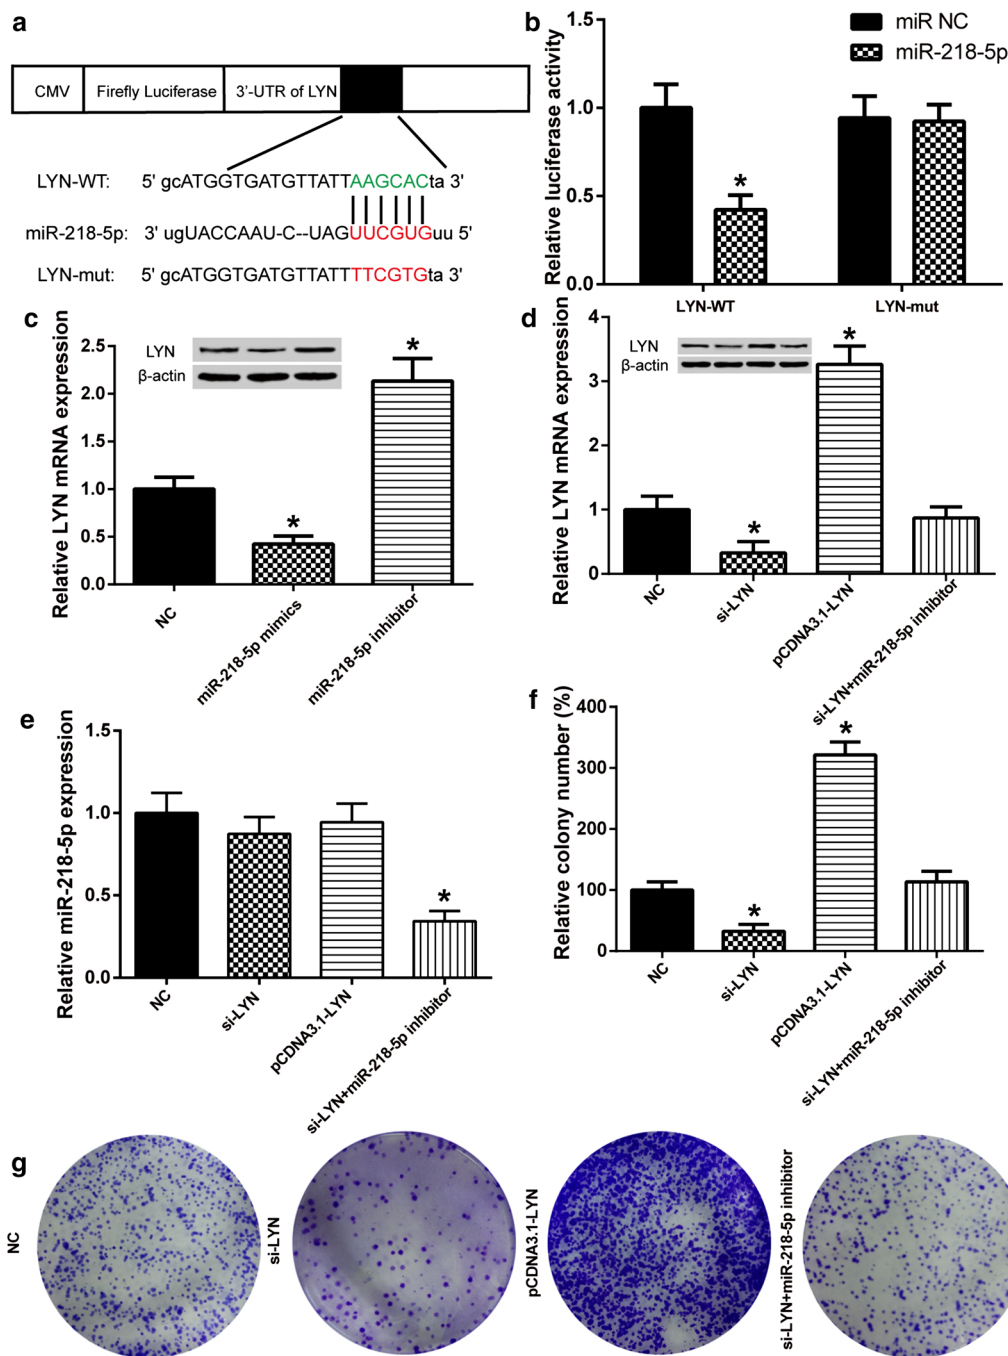 a
CMV Firefly Luciferase 3'-UTR of LYN
LYN-WT: 5' gcATGGTGATGTTATTAAGCACta 3'
miR-218-5p: 3' ugUACCAAU-C--UAGUUCGUGuu 5'
LYN-mut: 5' gcATGGTGATGTTATTTTCGTGta 3'
b
miR NC
miR-218-5p
Relative luciferase activity
1.5
1.0
0.5
0.0
*
LYN-WT LYN-mut
c
Relative LYN mRNA expression
2.5
2.0
1.5
1.0
0.5
0.0
LYN
β-actin
*
*
NC
miR-218-5p mimics
miR-218-5p inhibitor
d
Relative LYN mRNA expression
4
3
2
1
0
LYN
β-actin
*
*
NC
si-LYN
pCDNA3.1-LYN
si-LYN+miR-218-5p inhibitor
e
Relative miR-218-5p expression
1.5
1.0
0.5
0.0
*
NC
si-LYN
pCDNA3.1-LYN
si-LYN+miR-218-5p inhibitor
f
Relative colony number (%)
400
300
200
100
0
*
*
NC
si-LYN
pCDNA3.1-LYN
si-LYN+miR-218-5p inhibitor
g
NC
si-LYN
pCDNA3.1-LYN
si-LYN+miR-218-5p inhibitor